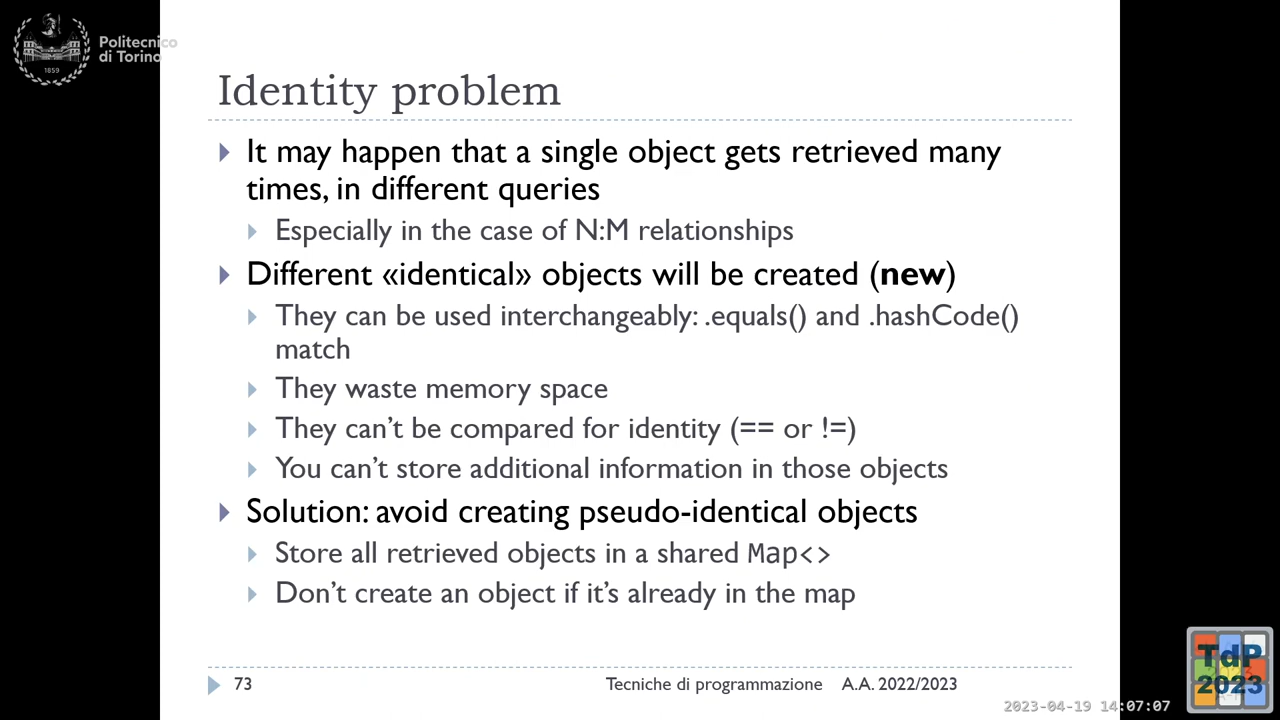 Politecnico
di Torino
1859
Identity problem
It may happen that a single object gets retrieved many
times, in different queries
Especially in the case of N:M relationships
Different «identical» objects will be created (new)
They can be used interchangeably: .equals() and .hashCode()
match
They waste memory space
They can’t be compared for identity (== or !=)
You can’t store additional information in those objects
Solution: avoid creating pseudo-identical objects
Store all retrieved objects in a shared Map<>
Don’t create an object if it’s already in the map
73
Tecniche di programmazione A.A. 2022/2023
TdP
2023
2023-04-19 14:07:07